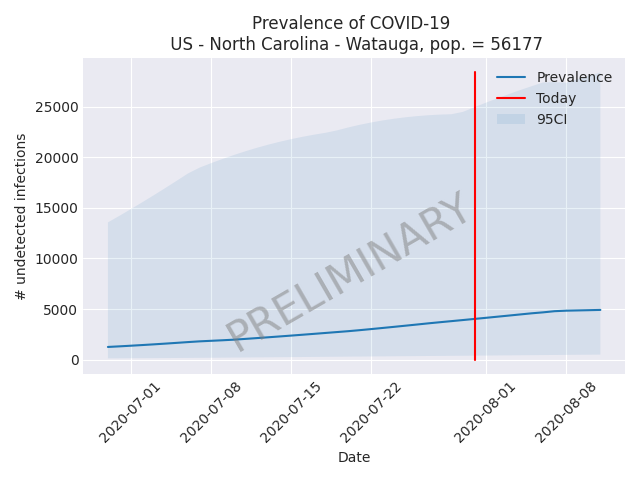 Prevalence of COVID-19
US - North Carolina - Watauga, pop. = 56177
Prevalence
Today
95CI
25000
20000
15000
10000
5000
0
# undetected infections
PRELIMINARY
2020-07-01
2020-07-08
2020-07-15
2020-07-22
2020-08-01
2020-08-08
Date